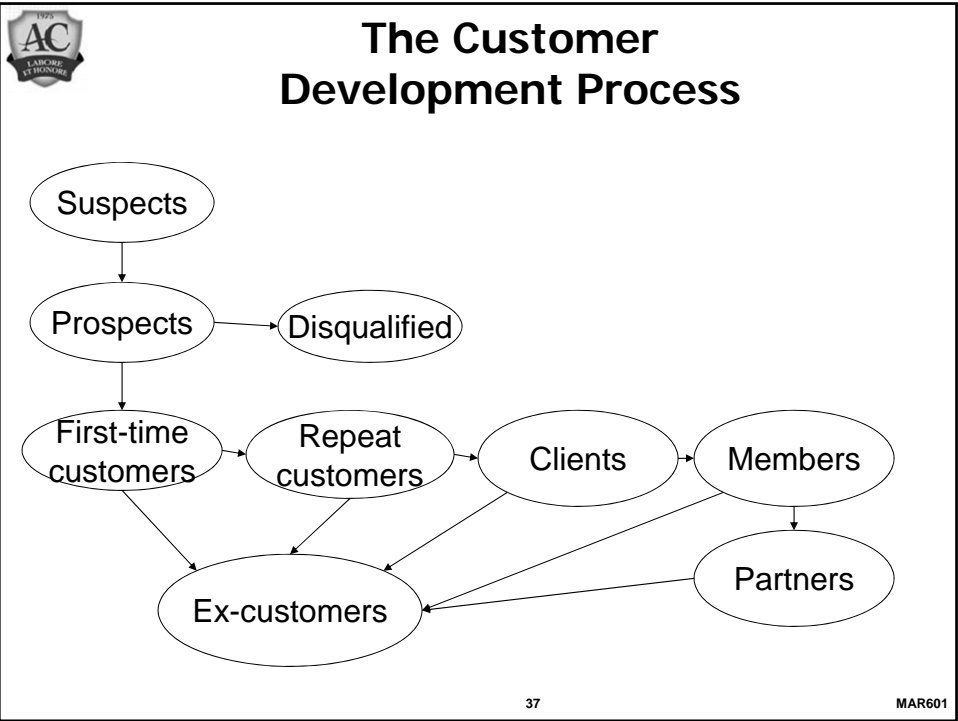 1975
AC
LABORE
ET HONORE
The Customer
Development Process
Suspects
Prospects
Disqualified
First-time
customers
Repeat
customers
Clients
Members
Partners
Ex-customers
37
MAR601